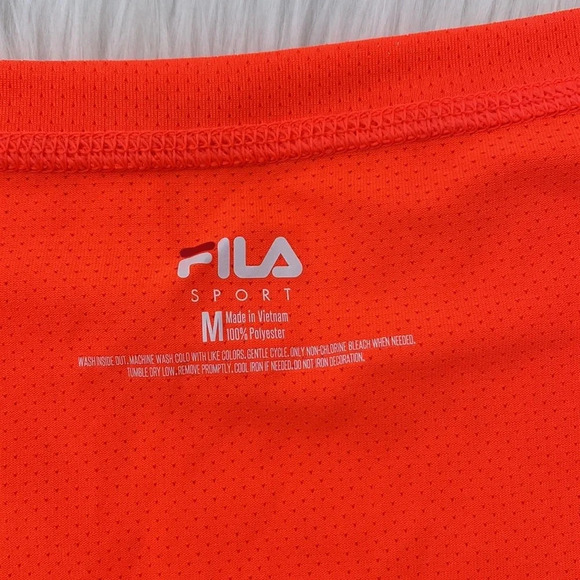 FILA
SPORT
M Made in Vietnam
100% Polyester
WASH INSIDE OUT. MACHINE WASH COLD WITH LIKE COLORS. GENTLE CYCLE. ONLY NON-CHLORINE BLEACH WHEN NEEDED.
TUMBLE DRY LOW. REMOVE PROMPTLY. COOL IRON IF NEEDED. DO NOT IRON DECORATION.